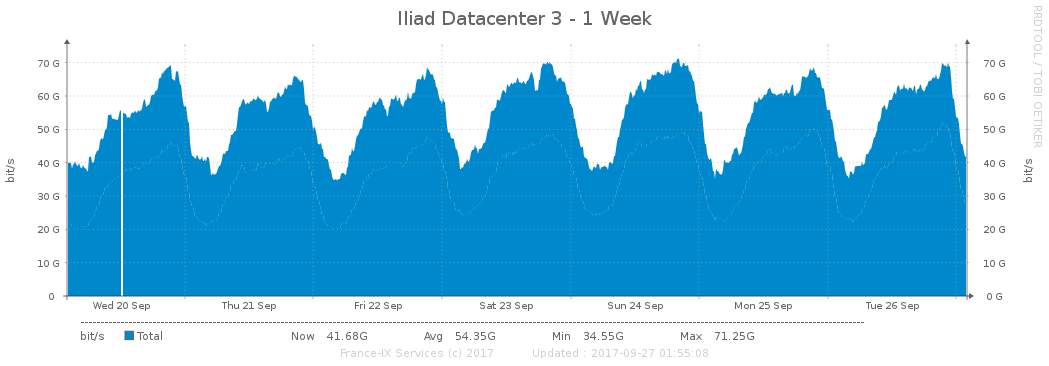 Iliad Datacenter 3 - 1 Week
RRDTOOL / TOBI OETIKER
bit/s
70 G 70 G
60 G 60 G
50 G 50 G
40 G 40 G
30 G 30 G
20 G 20 G
10 G 10 G
0 0 G
bit/s
Wed 20 Sep Thu 21 Sep Fri 22 Sep Sat 23 Sep Sun 24 Sep Mon 25 Sep Tue 26 Sep
bit/s Total Now 41.68G Avg 54.35G Min 34.55G Max 71.25G
France-IX Services (c) 2017 Updated : 2017-09-27 01:55:08